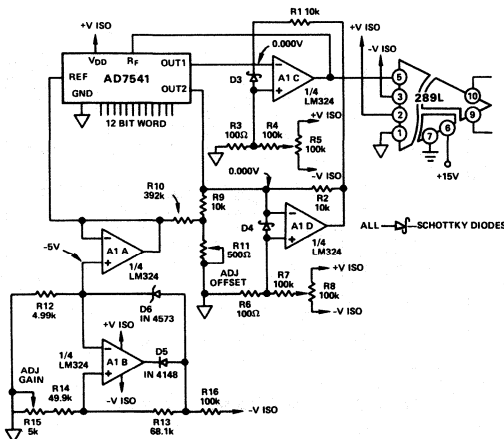 R1 10k
+V ISO
0.000V
+V ISO
-V ISO
VDD
RF
OUT1
REF
AD7541
OUT2
GND
12 BIT WORD
D3
A1 C
1/4
LM324
R3
100Ω
R4
100k
+V ISO
R5
100k
-V ISO
5
3
2
1
289L
10
9
7
6
+15V
0.000V
R10
392k
R9
10k
R2
10k
D4
A1 D
1/4
LM324
ALL
SCHOTTKY DIODES
-5V
A1 A
1/4
LM324
R11
500Ω
ADJ
OFFSET
R6
100Ω
R7
100k
+V ISO
R8
100k
-V ISO
R12
4.99k
D6
IN 4573
+V ISO
1/4
LM324
A1 B
D5
IN 4148
-V ISO
ADJ
GAIN
R14
49.9k
R15
5k
R13
68.1k
R16
100k
-V ISO